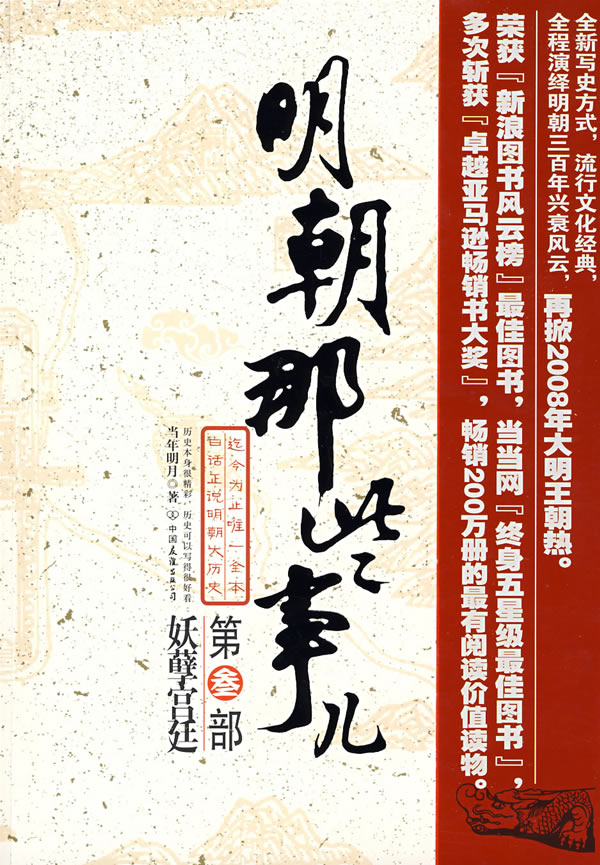 全新写史方式，流行文化经典，
全程演绎明朝三百年兴衰风云，再掀2008年大明王朝热。
荣获『新浪图书风云榜』最佳图书，当当网『终身五星级最佳图书』，
多次斩获『卓越亚马逊畅销书大奖』，畅销200万册的最有阅读价值读物。
明朝那些事儿
迄今为止唯一全本
白话正说明朝大历史
第叁部
妖孽宫廷
历史本身很精彩，历史可以写得很好看
当年明月◎著
中国友谊出版公司